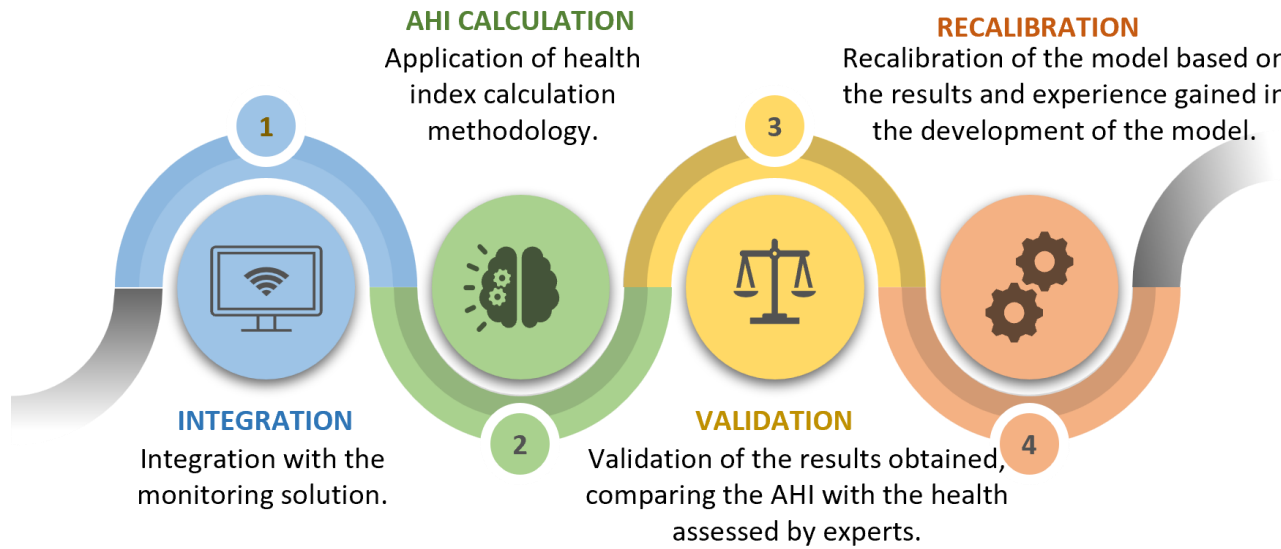 1
INTEGRATION
Integration with the
monitoring solution.
AHI CALCULATION
Application of health
index calculation
methodology.
2
3
VALIDATION
Validation of the results obtained,
comparing the AHI with the health
assessed by experts.
RECALIBRATION
Recalibration of the model based on
the results and experience gained in
the development of the model.
4